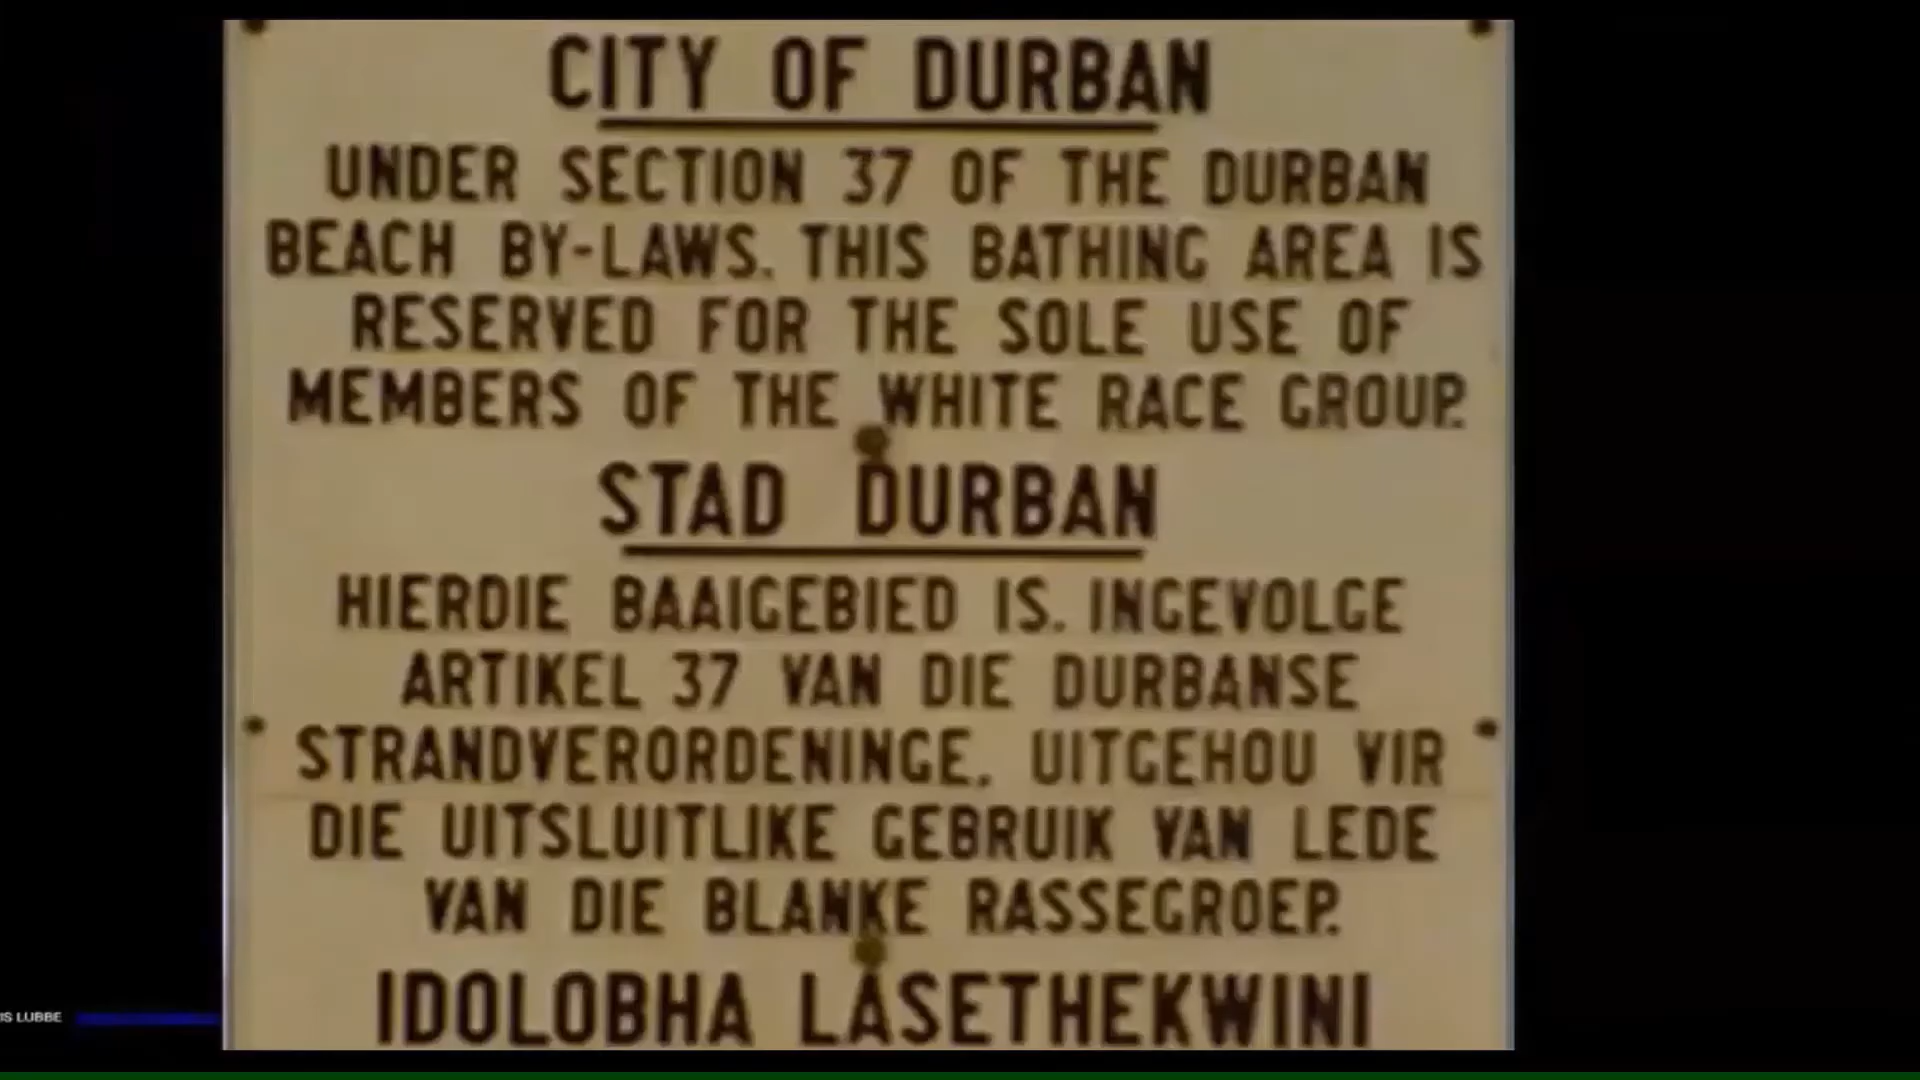 CITY OF DURBAN
UNDER SECTION 37 OF THE DURBAN
BEACH BY-LAWS. THIS BATHING AREA IS
RESERVED FOR THE SOLE USE OF
MEMBERS OF THE WHITE RACE GROUP.
STAD DURBAN
HIERDIE BAAIGEBIED IS. INGEVOLGE
ARTIKEL 37 VAN DIE DURBANSE
STRANDVERORDENINGE. UITGEHOU VIR
DIE UITSLUITLIKE GEBRUIK VAN LEDE
VAN DIE BLANKE RASSEGROEP.
IDOLOBHA LASETHEKWINI
IS LUBBE